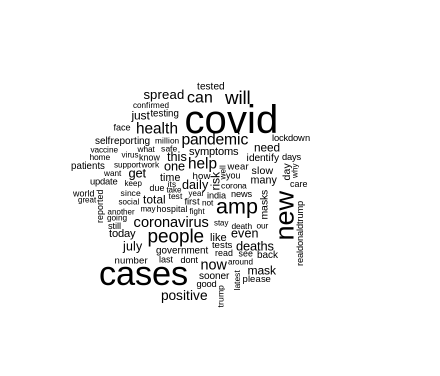 tested
spread can will
confirmed
covid
just testing
face health pandemic lockdown
selfreporting million symptoms need
vaccine what safe this
home virus know one help identify days
patients support work wear slow day why
want get time how you many
update keep due its daily risk well corona care
world since take
great social total test year india news masks
reported another may hospital first not amp new realdonaldtrump
going fight
still coronavirus stay death our
today people like even
july government tests deaths
read see back
number last dont now around mask
sooner latest please
good
positive trump
cases